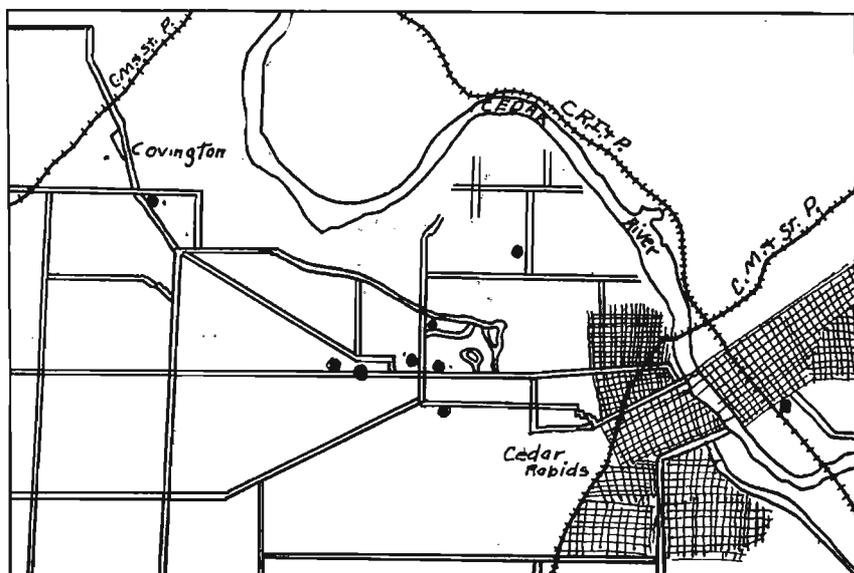 C.M.&St.P.
CEDAR
C.R.I.&P.
Covington
River
C.M.&St.P.
Cedar
Rapids